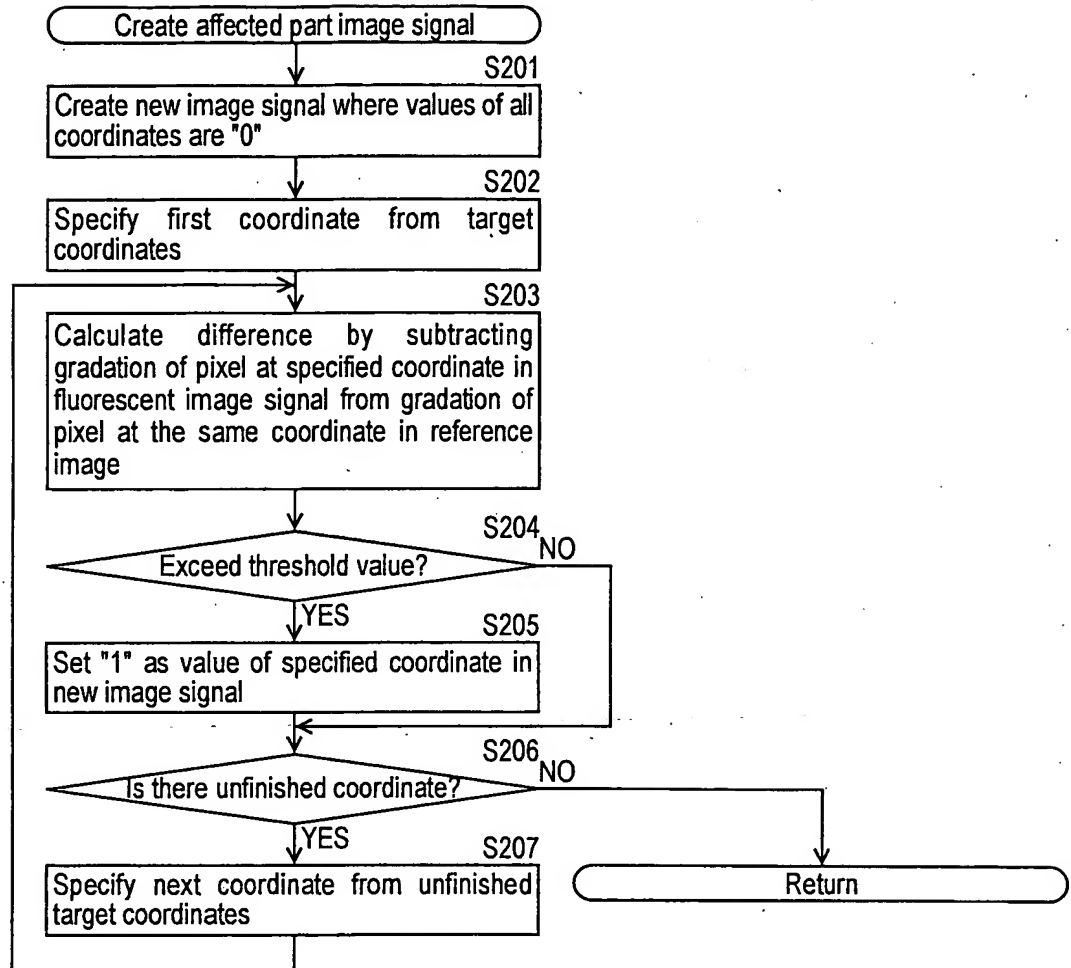 Create affected part image signal
S201
Create new image signal where values of all
coordinates are "0"
S202
Specify first coordinate from target
coordinates
S203
Calculate difference by subtracting
gradation of pixel at specified coordinate in
fluorescent image signal from gradation of
pixel at the same coordinate in reference
image
S204
Exceed threshold value?
NO
YES
S205
Set "1" as value of specified coordinate in
new image signal
S206
Is there unfinished coordinate?
NO
YES
S207
Specify next coordinate from unfinished
target coordinates
Return